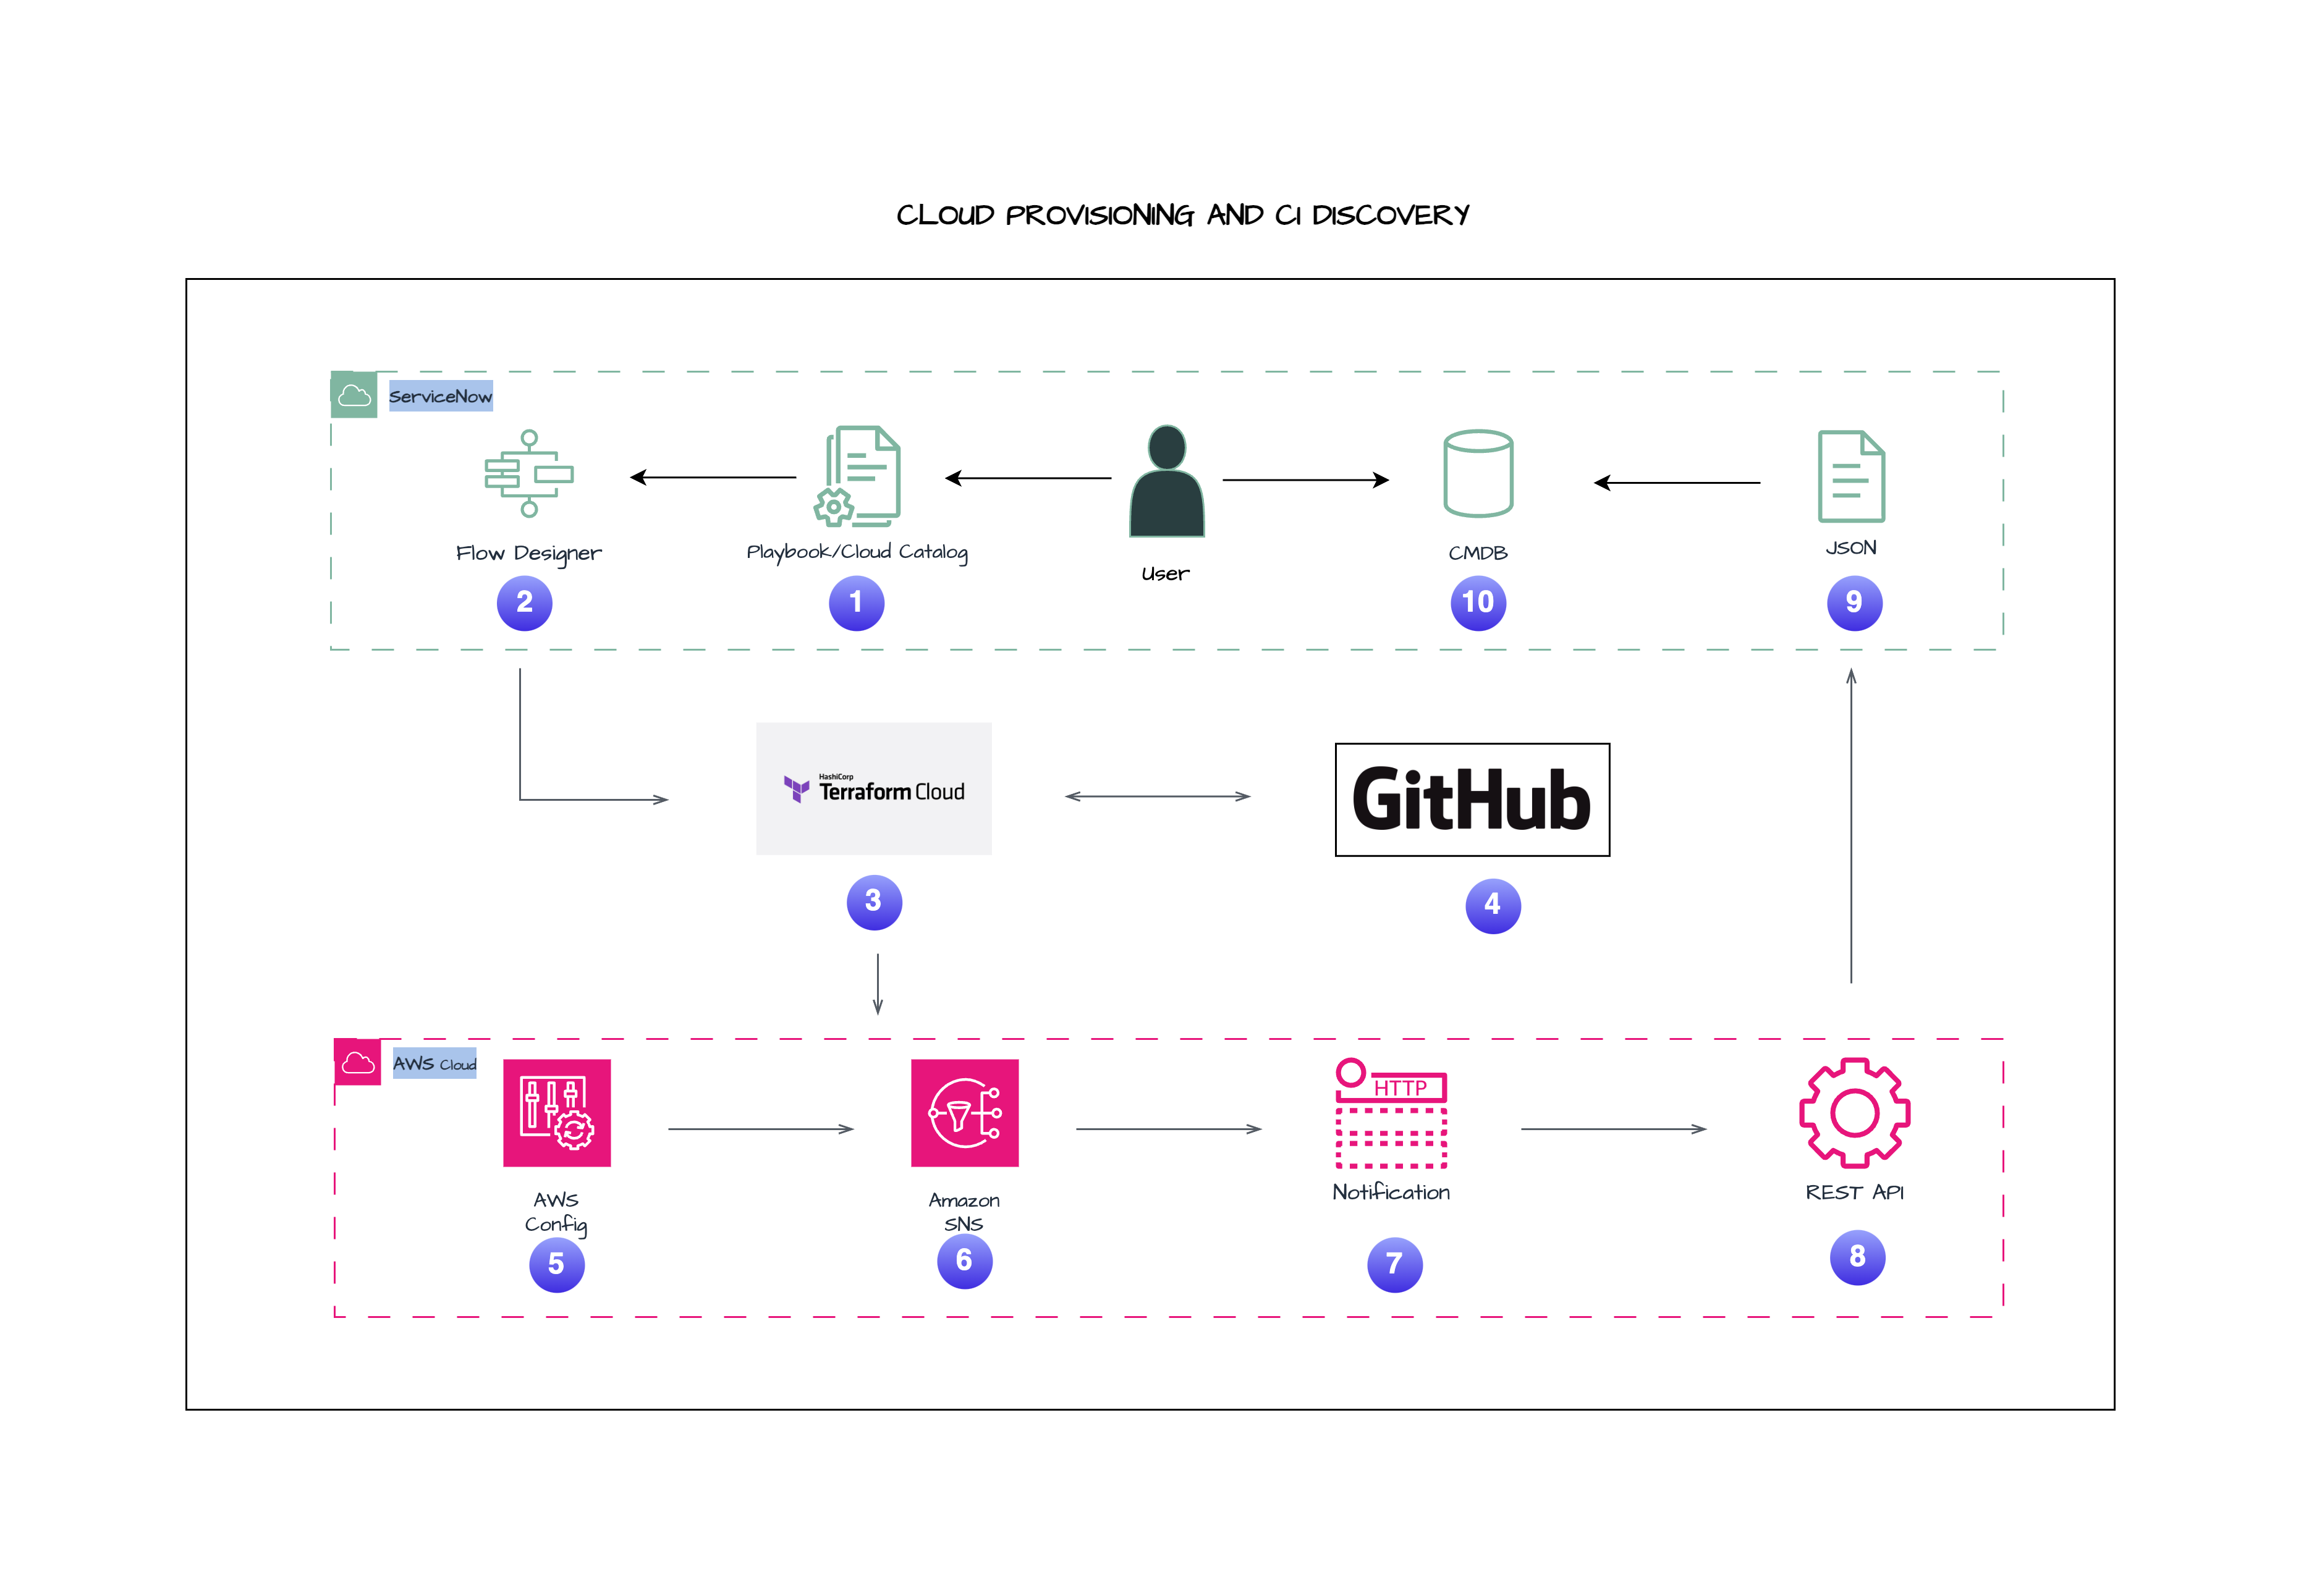 CLOUD PROVISIONING AND CI DISCOVERY
ServiceNow
Flow Designer
Playbook/Cloud Catalog
User
CMDB
JSON
2
1
10
9
HashiCorp
Terraform Cloud
GitHub
3
4
AWS Cloud
HTTP
AWS
Config
Amazon
SNS
Notification
REST API
5
6
7
8